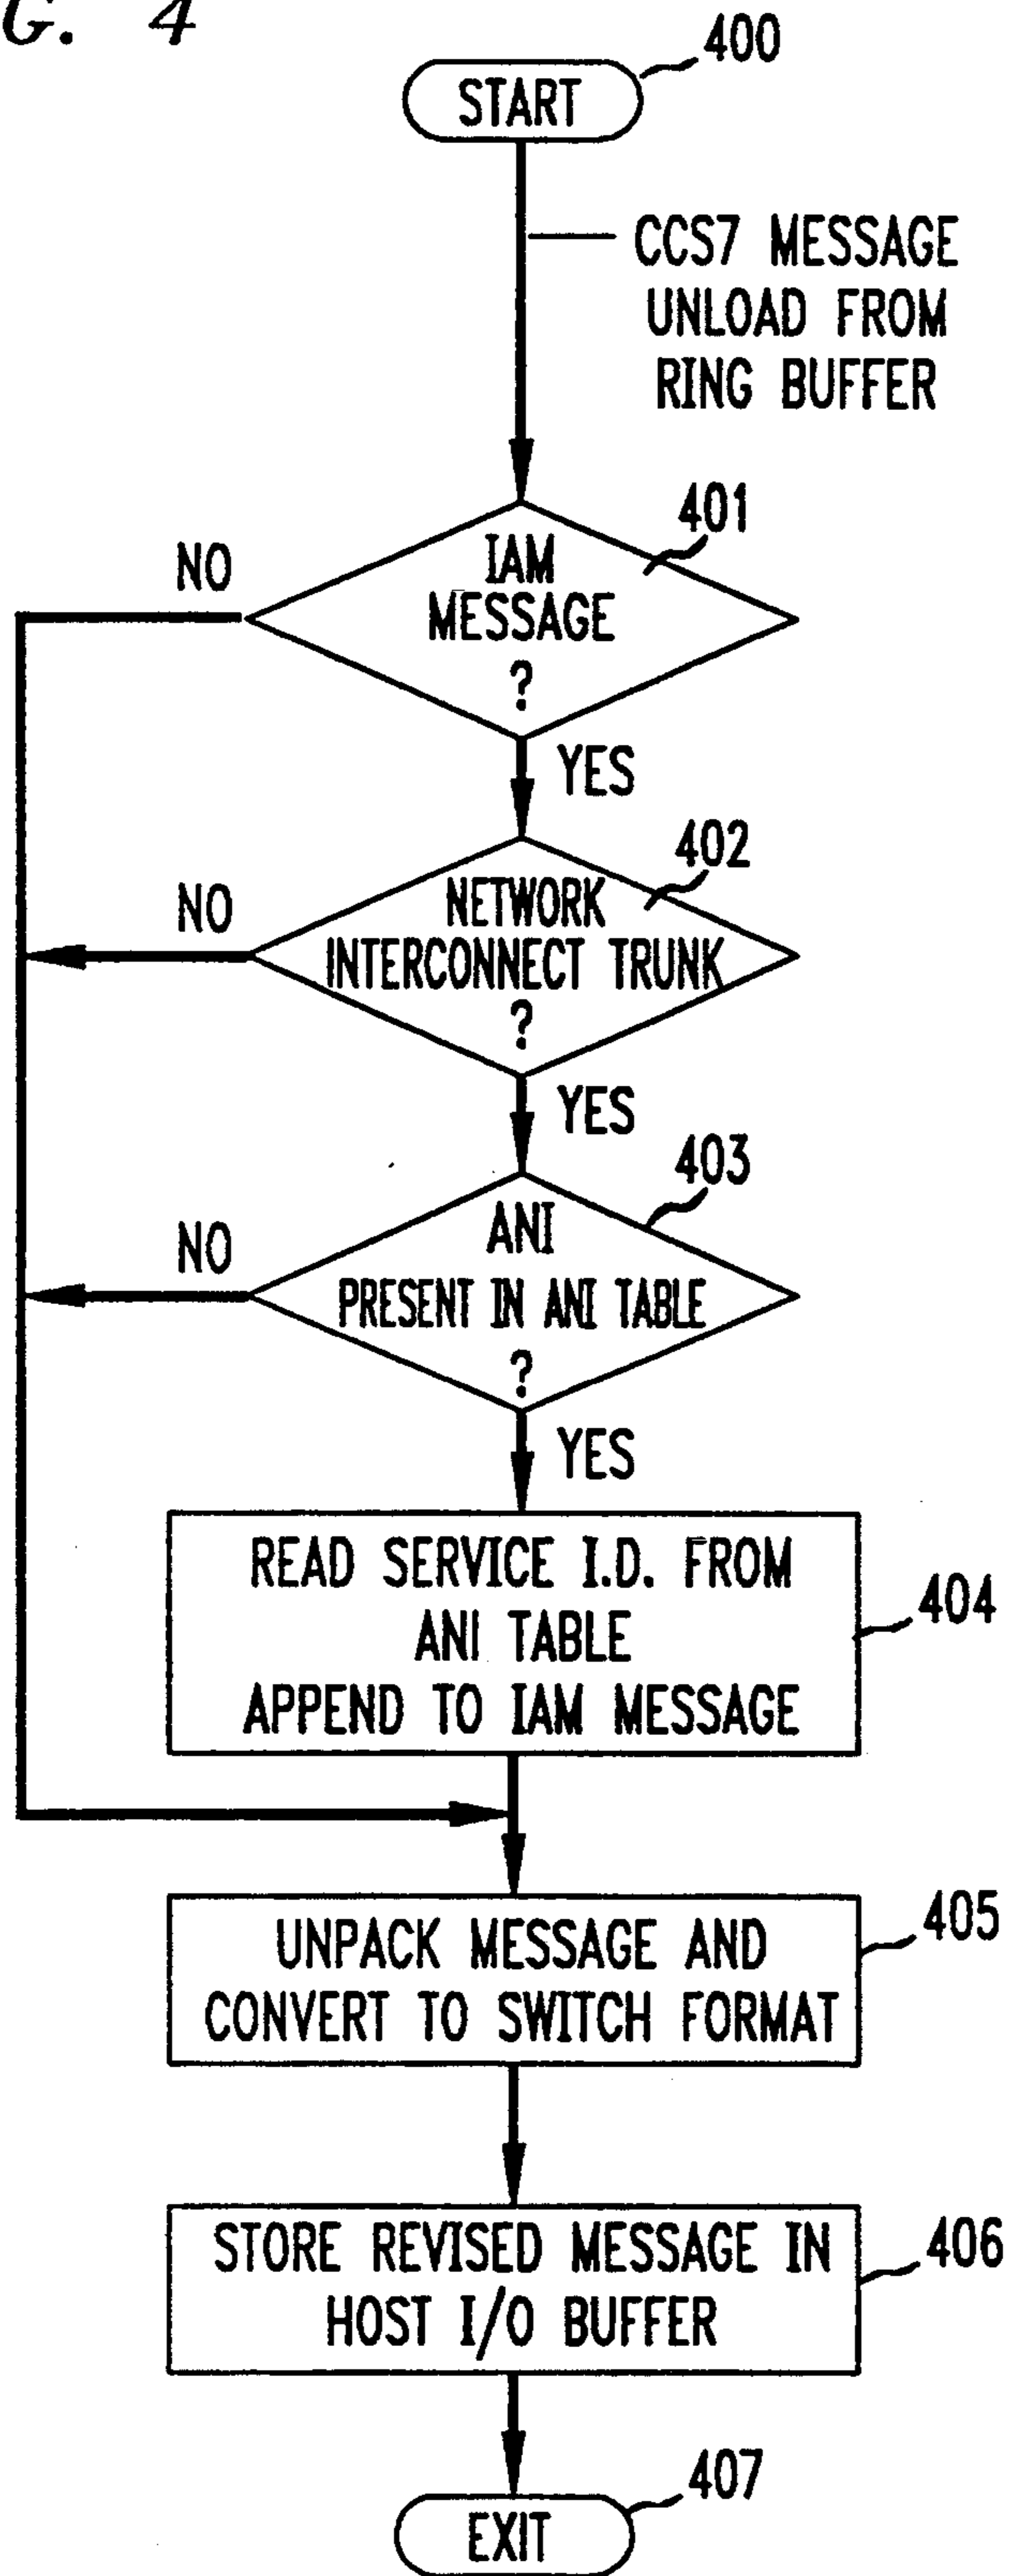 G. 4
400
START
CCS7 MESSAGE
UNLOAD FROM
RING BUFFER
401
NO
IAM
MESSAGE
?
YES
402
NO
NETWORK
INTERCONNECT TRUNK
?
YES
403
NO
ANI
PRESENT IN ANI TABLE
?
YES
READ SERVICE I.D. FROM
ANI TABLE
APPEND TO IAM MESSAGE
404
UNPACK MESSAGE AND
CONVERT TO SWITCH FORMAT
405
STORE REVISED MESSAGE IN
HOST I/O BUFFER
406
407
EXIT